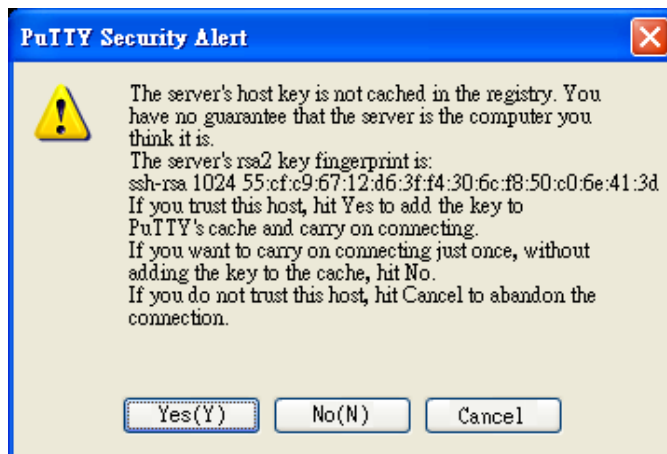 PuTTY Security Alert
The server's host key is not cached in the registry. You
have no guarantee that the server is the computer you
think it is.
The server's rsa2 key fingerprint is:
ssh-rsa 1024 55:cf:c9:67:12:d6:3f:f4:30:6c:f8:50:c0:6e:41:3d
If you trust this host, hit Yes to add the key to
PuTTY's cache and carry on connecting.
If you want to carry on connecting just once, without
adding the key to the cache, hit No.
If you do not trust this host, hit Cancel to abandon the
connection.
Yes(Y) No(N) Cancel